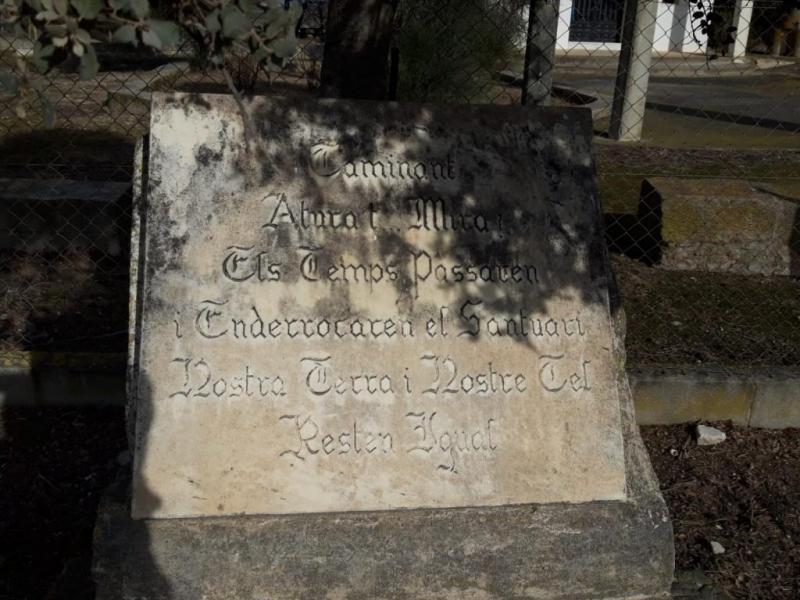 Caminant
Atura't... Mira i
Els Temps Passaren
i Enderrocaren el Santuari
Nostra Terra i Nostre Cel
Resten Igual